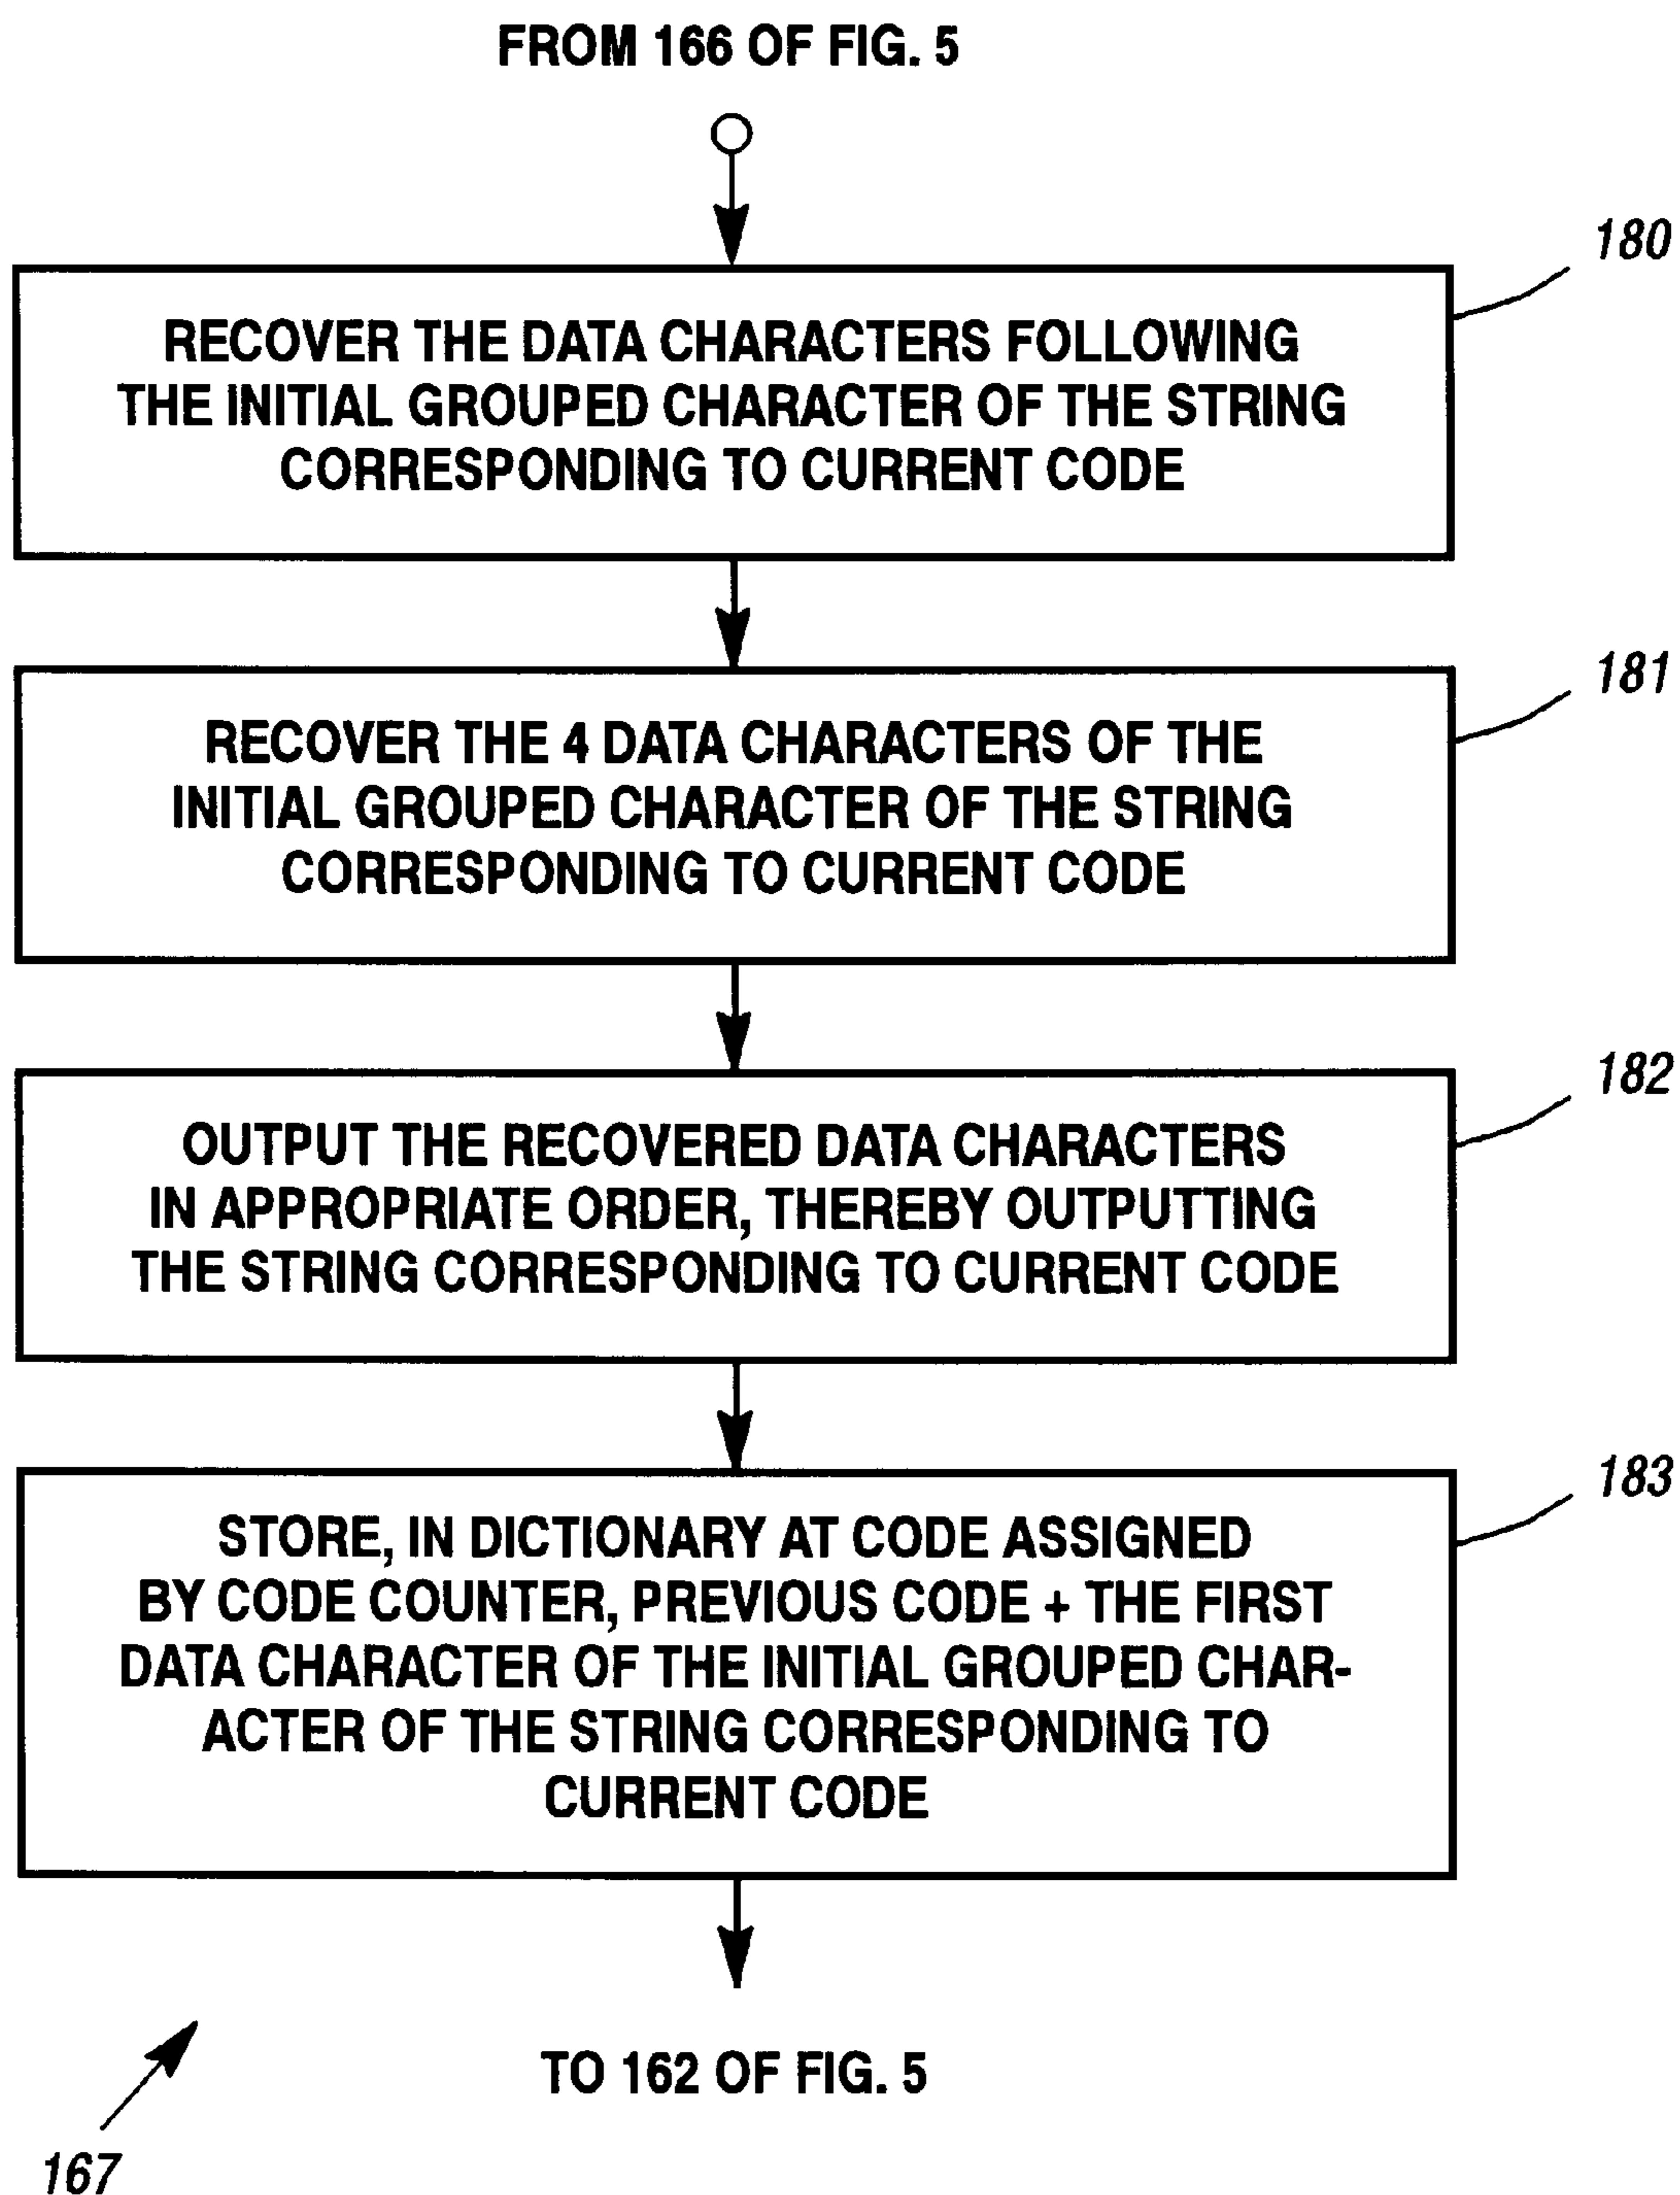 FROM 166 OF FIG. 5
180
RECOVER THE DATA CHARACTERS FOLLOWING
THE INITIAL GROUPED CHARACTER OF THE STRING
CORRESPONDING TO CURRENT CODE
181
RECOVER THE 4 DATA CHARACTERS OF THE
INITIAL GROUPED CHARACTER OF THE STRING
CORRESPONDING TO CURRENT CODE
182
OUTPUT THE RECOVERED DATA CHARACTERS
IN APPROPRIATE ORDER, THEREBY OUTPUTTING
THE STRING CORRESPONDING TO CURRENT CODE
183
STORE, IN DICTIONARY AT CODE ASSIGNED
BY CODE COUNTER, PREVIOUS CODE + THE FIRST
DATA CHARACTER OF THE INITIAL GROUPED CHAR-
ACTER OF THE STRING CORRESPONDING TO
CURRENT CODE
TO 162 OF FIG. 5
167